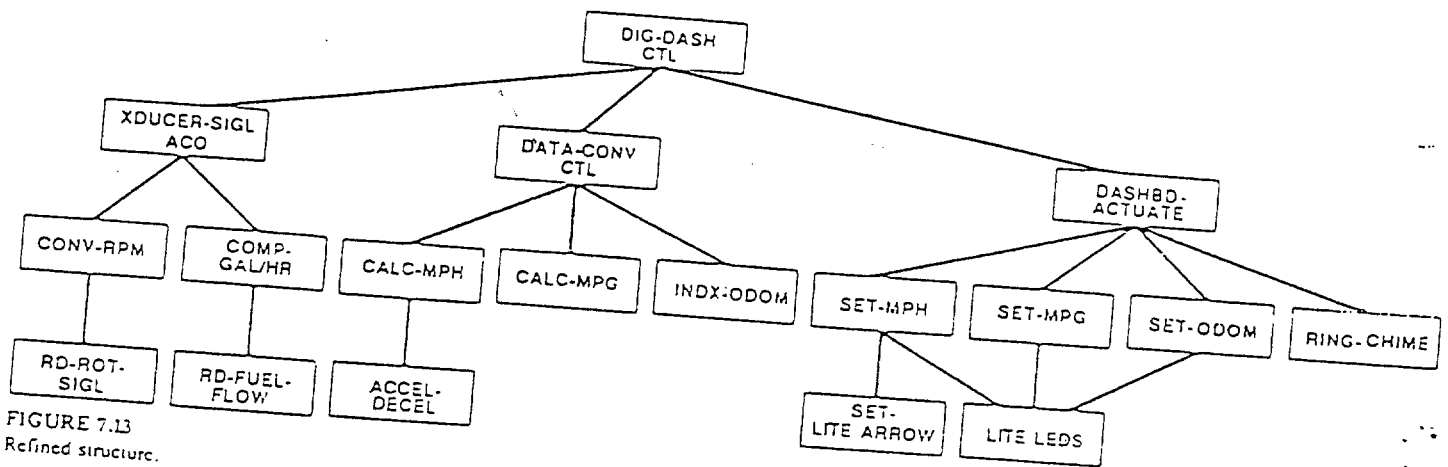 DIG-DASH
CTL
XDUCER-SIGL
ACO
DATA-CONV
CTL
DASHBD-
ACTUATE
CONV-RPM
COMP-
GAL/HR
CALC-MPH
CALC-MPG
INDX-ODOM
SET-MPH
SET-MPG
SET-ODOM
RING-CHIME
RD-ROT-
SIGL
RD-FUEL-
FLOW
ACCEL-
DECEL
SET-
LITE ARROW
LITE LEDS
FIGURE 7.13
Refined structure.